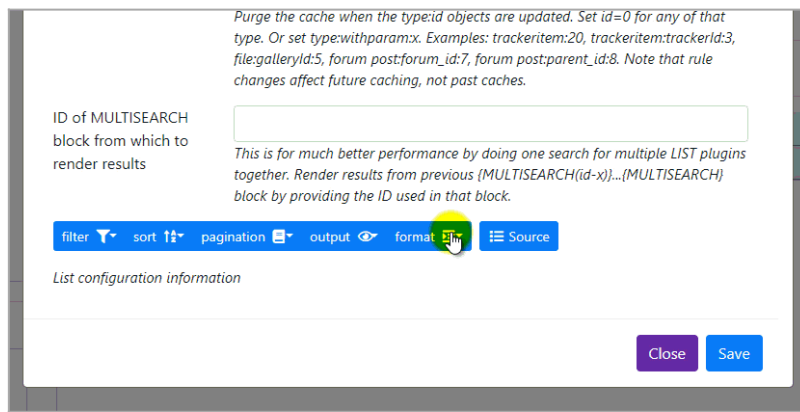 Purge the cache when the type:id objects are updated. Set id=0 for any of that
type. Or set type:withparam:x. Examples: trackeritem:20, trackeritem:trackerId:3,
file:galleryId:5, forum post:forum_id:7, forum post:parent_id:8. Note that rule
changes affect future caching, not past caches.
ID of MULTISEARCH
block from which to
render results
This is for much better performance by doing one search for multiple LIST plugins
together. Render results from previous {MULTISEARCH(id-x)}...{MULTISEARCH}
block by providing the ID used in that block.
filter sort pagination output format Source
List configuration information
Close Save